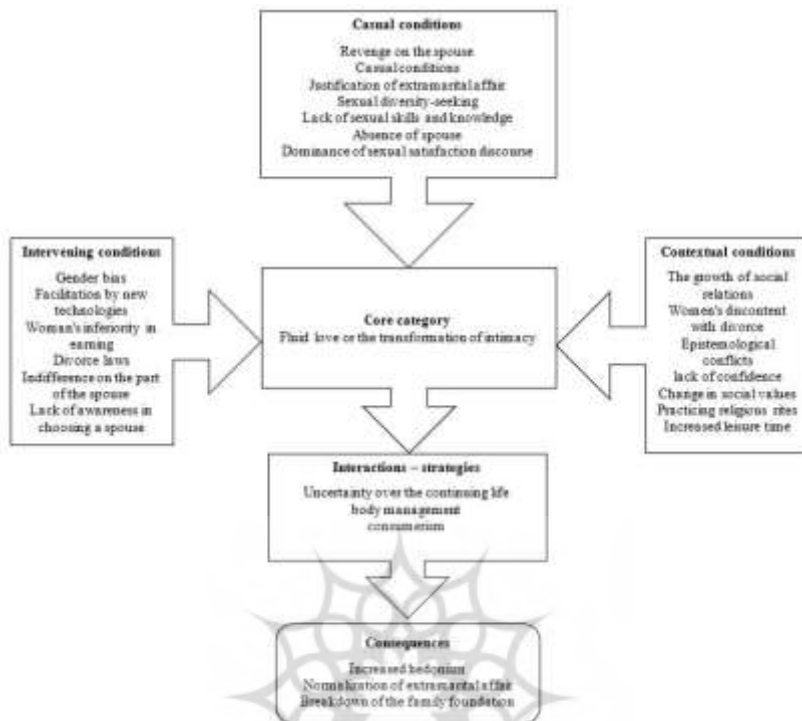 Casual conditions
Revenge on the spouse
Casual conditions
Justification of extramarital affair
Sexual diversity-seeking
Lack of sexual skills and knowledge
Absence of spouse
Dominance of sexual satisfaction discourse
Intervening conditions
Gender bias
Facilitation by new
technologies
Woman's inferiority in
earning
Divorce laws
Indifference on the part
of the spouse
Lack of awareness in
choosing a spouse
Core category
Fluid love or the transformation of intimacy
Contextual conditions
The growth of social
relations
Women's discontent
with divorce
Epistemological
conflicts
lack of confidence
Change in social values
Practicing religious rites
Increased leisure time
Interactions – strategies
Uncertainty over the continuing life
body management
consumerism
Consequences
Increased hedonism
Normalization of extramarital affair
Breakdown of the family foundation